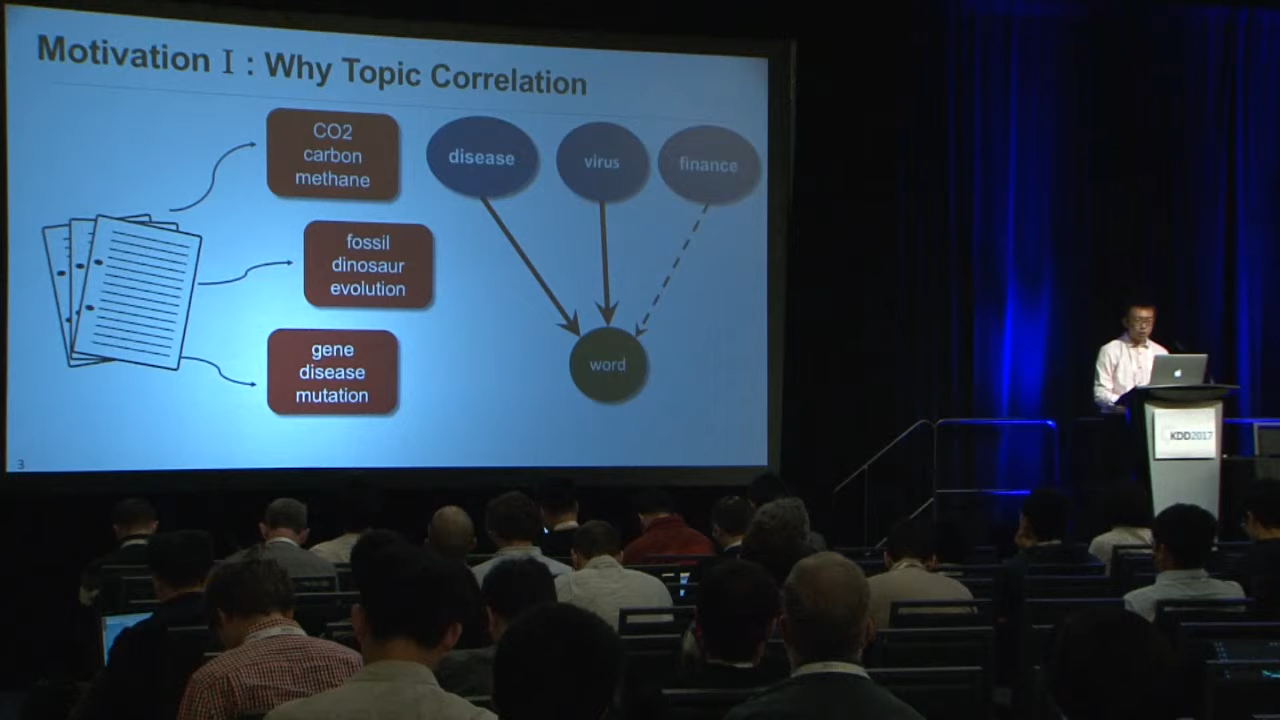 Motivation I : Why Topic Correlation
CO2
carbon
methane
fossil
dinosaur
evolution
gene
disease
mutation
disease
virus
finance
word
3
KDD2017